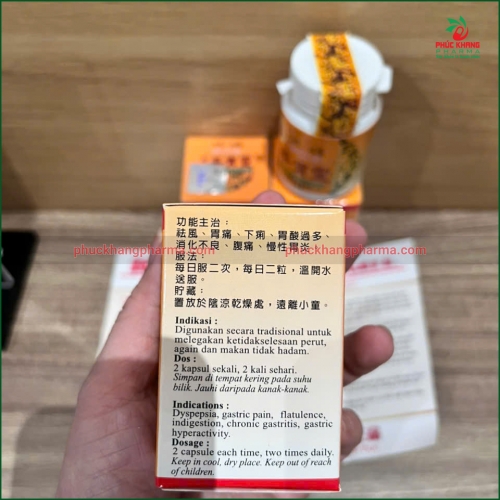 PHÚC KHANG
PHARMA
功能主治：
祛風、胃痛、下痢、胃酸過多、
消化不良、腹痛、慢性胃炎。
服法：
每日服二次，每日二粒，溫開水
送服。
貯藏：
置放於陰涼乾燥處，遠離小童。
phuckhangpharma.com
phuckhangpharma.com
Indikasi :
Digunakan secara tradisional untuk
melegakan ketidakselesaan perut,
again dan makan tidak hadam.
Dos :
2 kapsul sekali, 2 kali sehari.
Simpan di tempat kering pada suhu
bilik. Jauhi daripada kanak-kanak.
Indications :
Dyspepsia, gastric pain, flatulence,
indigestion, chronic gastritis, gastric
hyperactivity.
Dosage :
2 capsule each time, two times daily.
Keep in cool, dry place. Keep out of reach
of children.